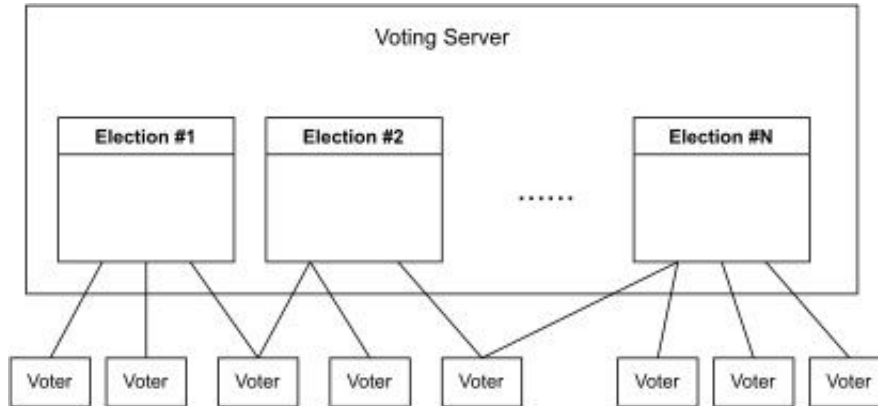 Voting Server
Election #1 Election #2 Election #N
......
Voter Voter Voter Voter Voter Voter Voter Voter